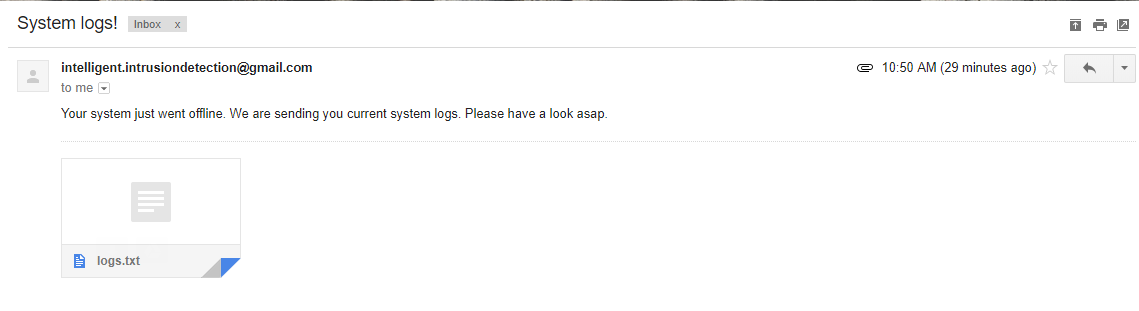 System logs! Inbox x
intelligent.intrusiondetection@gmail.com 10:50 AM (29 minutes ago)
to me
Your system just went offline. We are sending you current system logs. Please have a look asap.
logs.txt